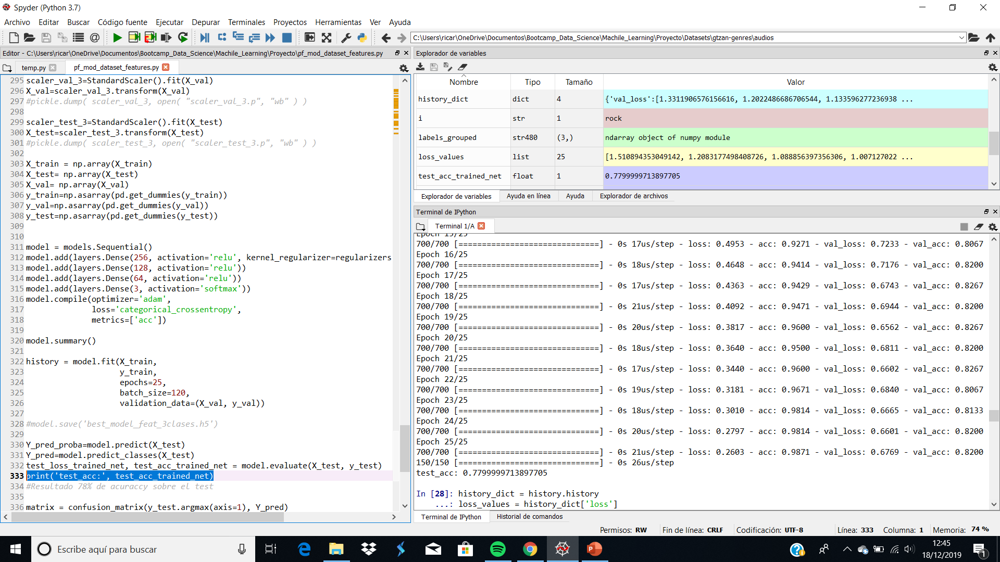 Spyder (Python 3.7)
Archivo Editar Buscar Código fuente Ejecutar Depurar Terminales Proyectos Herramientas Ver Ayuda
C:\Users\ricar\OneDrive\Documentos\Bootcamp_Data_Science\Machile_Learning\Proyecto\Datasets\gtzan-genres\audios
Editor - C:\Users\ricar\OneDrive\Documentos\Bootcamp_Data_Science\Machile_Learning\Proyecto\pf_mod_dataset_features.py
temp.py pf_mod_dataset_features.py
295 scaler_val_3=StandardScaler().fit(X_val)
296 X_val=scaler_val_3.transform(X_val)
297 #pickle.dump( scaler_val_3, open( "scaler_val_3.p", "wb" ) )
298
299 scaler_test_3=StandardScaler().fit(X_test)
300 X_test=scaler_test_3.transform(X_test)
301 #pickle.dump( scaler_test_3, open( "scaler_test_3.p", "wb" ) )
302
303 X_train = np.array(X_train)
304 X_test= np.array(X_test)
305 X_val= np.array(X_val)
306 y_train=np.asarray(pd.get_dummies(y_train))
307 y_val=np.asarray(pd.get_dummies(y_val))
308 y_test=np.asarray(pd.get_dummies(y_test))
309
310
311 model = models.Sequential()
312 model.add(layers.Dense(256, activation='relu', kernel_regularizer=regularizers
313 model.add(layers.Dense(128, activation='relu'))
314 model.add(layers.Dense(64, activation='relu'))
315 model.add(layers.Dense(3, activation='softmax'))
316 model.compile(optimizer='adam',
317 loss='categorical_crossentropy',
318 metrics=['acc'])
319
320 model.summary()
321
322 history = model.fit(X_train,
323 y_train,
324 epochs=25,
325 batch_size=120,
326 validation_data=(X_val, y_val))
327
328 #model.save('best_model_feat_3clases.h5')
329
330 Y_pred_proba=model.predict(X_test)
331 Y_pred=model.predict_classes(X_test)
332 test_loss_trained_net, test_acc_trained_net = model.evaluate(X_test, y_test)
333 print('test_acc:', test_acc_trained_net)
334 #Resultado 78% de acuraccy sobre el test
335
336 matrix = confusion_matrix(y_test.argmax(axis=1), Y_pred)
Explorador de variables
Nombre Tipo Tamaño Valor
history_dict dict 4 {'val_loss':[1.3311906576156616, 1.2022486686706544, 1.133596277236938 ...
i str 1 rock
labels_grouped str480 (3,) ndarray object of numpy module
loss_values list 25 [1.510894353049142, 1.2083177498408726, 1.088856397356306, 1.007127022 ...
test_acc_trained_net float 1 0.7799999713897705
Explorador de variables Ayuda en línea Ayuda Explorador de archivos
Terminal de IPython
Terminal 1/A
Epoch 15/25
700/700 [==============================] - 0s 17us/step - loss: 0.4953 - acc: 0.9271 - val_loss: 0.7233 - val_acc: 0.8067
Epoch 16/25
700/700 [==============================] - 0s 18us/step - loss: 0.4648 - acc: 0.9414 - val_loss: 0.7176 - val_acc: 0.8200
Epoch 17/25
700/700 [==============================] - 0s 17us/step - loss: 0.4363 - acc: 0.9429 - val_loss: 0.6743 - val_acc: 0.8267
Epoch 18/25
700/700 [==============================] - 0s 21us/step - loss: 0.4092 - acc: 0.9471 - val_loss: 0.6944 - val_acc: 0.8200
Epoch 19/25
700/700 [==============================] - 0s 20us/step - loss: 0.3817 - acc: 0.9600 - val_loss: 0.6562 - val_acc: 0.8267
Epoch 20/25
700/700 [==============================] - 0s 18us/step - loss: 0.3640 - acc: 0.9500 - val_loss: 0.6811 - val_acc: 0.8200
Epoch 21/25
700/700 [==============================] - 0s 17us/step - loss: 0.3440 - acc: 0.9600 - val_loss: 0.6602 - val_acc: 0.8267
Epoch 22/25
700/700 [==============================] - 0s 19us/step - loss: 0.3181 - acc: 0.9671 - val_loss: 0.6840 - val_acc: 0.8067
Epoch 23/25
700/700 [==============================] - 0s 18us/step - loss: 0.3010 - acc: 0.9814 - val_loss: 0.6665 - val_acc: 0.8133
Epoch 24/25
700/700 [==============================] - 0s 20us/step - loss: 0.2797 - acc: 0.9814 - val_loss: 0.6601 - val_acc: 0.8200
Epoch 25/25
700/700 [==============================] - 0s 21us/step - loss: 0.2603 - acc: 0.9871 - val_loss: 0.6769 - val_acc: 0.8200
150/150 [==============================] - 0s 26us/step
test_acc: 0.7799999713897705
In [28]: history_dict = history.history
...: loss_values = history_dict['loss']
Terminal de IPython Historial de comandos
Permisos: RW Fin de línea: CRLF Codificación: UTF-8 Línea: 333 Columna: 1 Memoria: 74 %
Escribe aquí para buscar
12:45
18/12/2019
1